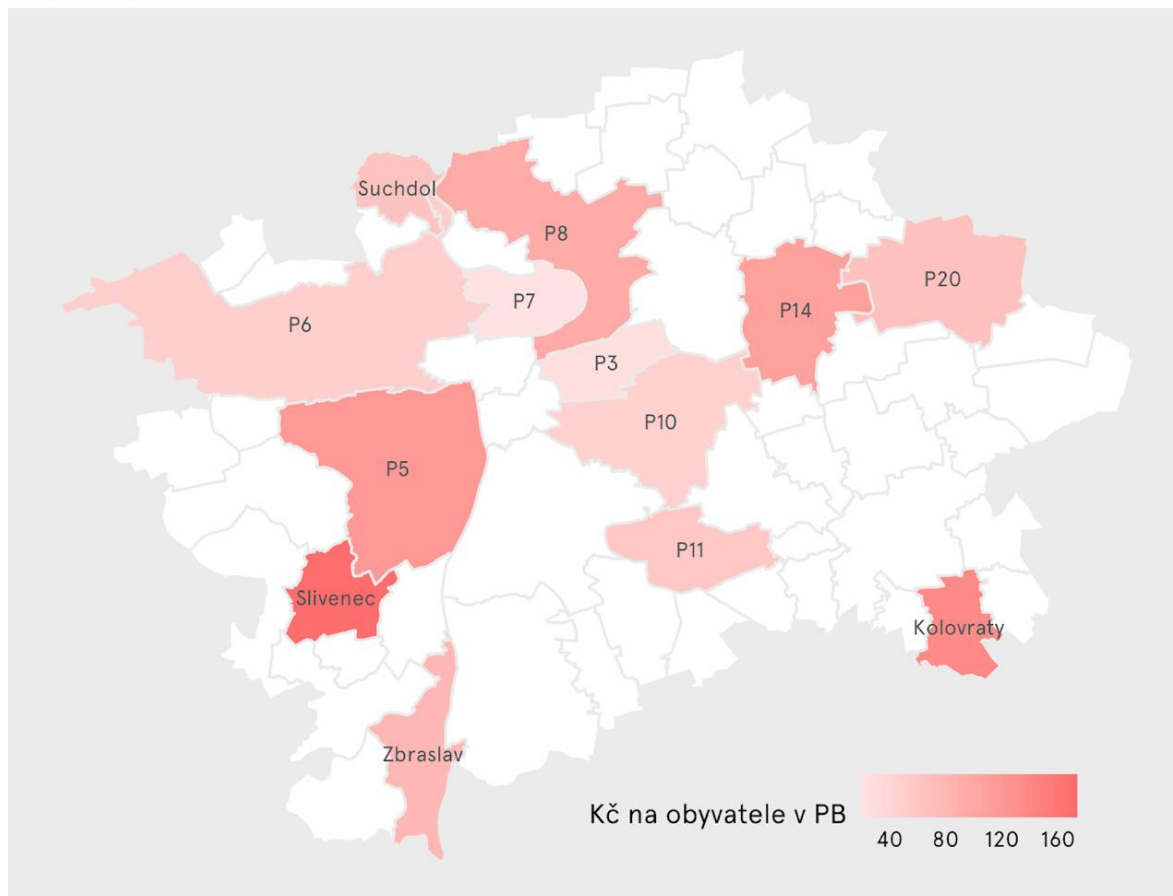 Suchdol
P8
P20
P7
P14
P6
P3
P10
P5
P11
Slivenec
Kolovraty
Zbraslav
Kč na obyvatele v PB
40 80 120 160